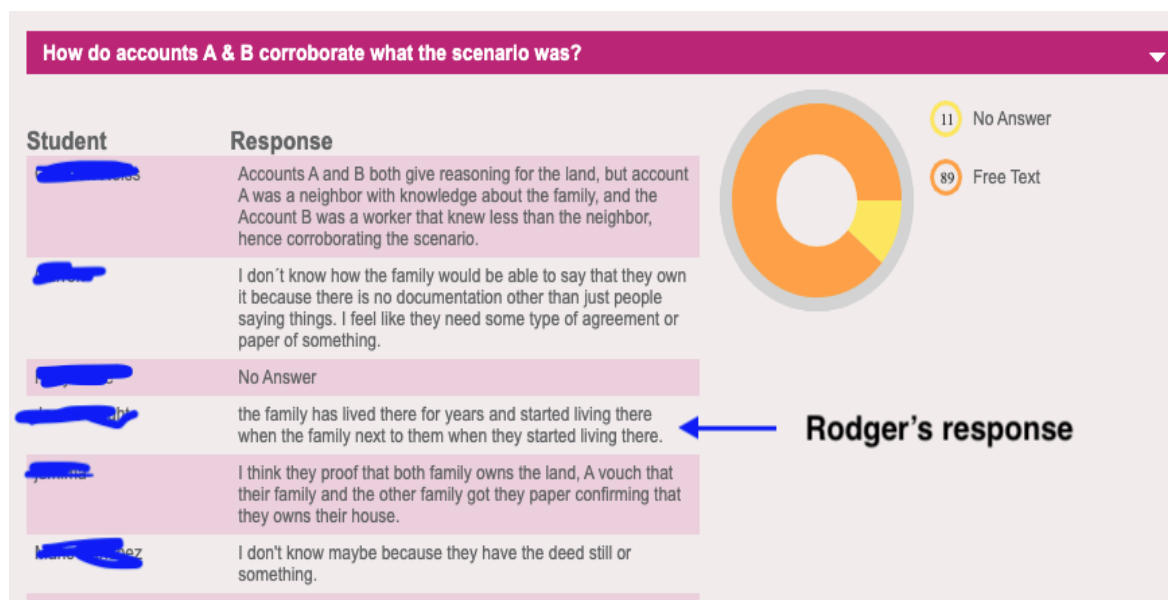 How do accounts A & B corroborate what the scenario was?
Student
Response
Accounts A and B both give reasoning for the land, but account
A was a neighbor with knowledge about the family, and the
Account B was a worker that knew less than the neighbor,
hence corroborating the scenario.
I don´t know how the family would be able to say that they own
it because there is no documentation other than just people
saying things. I feel like they need some type of agreement or
paper of something.
No Answer
the family has lived there for years and started living there
when the family next to them when they started living there.
I think they proof that both family owns the land, A vouch that
their family and the other family got they paper confirming that
they owns their house.
I don't know maybe because they have the deed still or
something.
11 No Answer
89 Free Text
Rodger's response